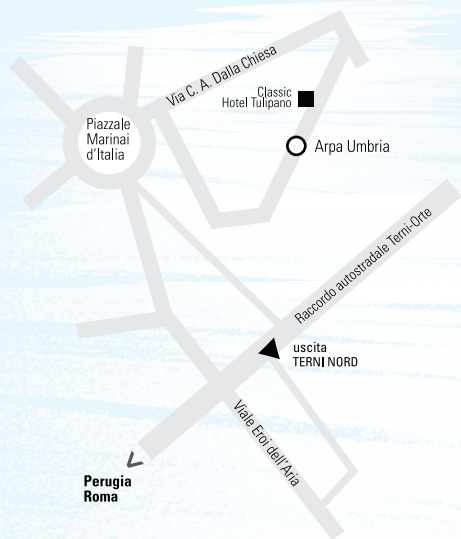 Via C. A. Dalla Chiesa
Classic
Hotel Tulipano
Piazzale
Marinai
d'Italia
Arpa Umbria
Raccordo autostradale Terni-Orte
uscita
TERNI NORD
Viale Eroi dell'Aria
Perugia
Roma